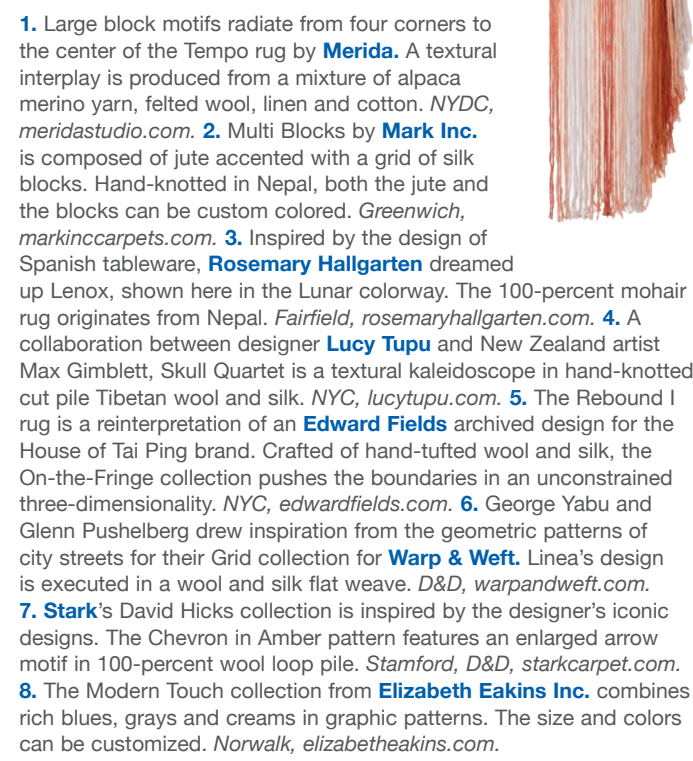 1. Large block motifs radiate from four corners to
the center of the Tempo rug by Merida. A textural
interplay is produced from a mixture of alpaca
merino yarn, felted wool, linen and cotton. NYDC,
meridastudio.com. 2. Multi Blocks by Mark Inc.
is composed of jute accented with a grid of silk
blocks. Hand-knotted in Nepal, both the jute and
the blocks can be custom colored. Greenwich,
markinccarpets.com. 3. Inspired by the design of
Spanish tableware, Rosemary Hallgarten dreamed
up Lenox, shown here in the Lunar colorway. The 100-percent mohair
rug originates from Nepal. Fairfield, rosemaryhallgarten.com. 4. A
collaboration between designer Lucy Tupu and New Zealand artist
Max Gimblett, Skull Quartet is a textural kaleidoscope in hand-knotted
cut pile Tibetan wool and silk. NYC, lucytupu.com. 5. The Rebound I
rug is a reinterpretation of an Edward Fields archived design for the
House of Tai Ping brand. Crafted of hand-tufted wool and silk, the
On-the-Fringe collection pushes the boundaries in an unconstrained
three-dimensionality. NYC, edwardfields.com. 6. George Yabu and
Glenn Pushelberg drew inspiration from the geometric patterns of
city streets for their Grid collection for Warp & Weft. Linea's design
is executed in a wool and silk flat weave. D&D, warpandweft.com.
7. Stark's David Hicks collection is inspired by the designer's iconic
designs. The Chevron in Amber pattern features an enlarged arrow
motif in 100-percent wool loop pile. Stamford, D&D, starkcarpet.com.
8. The Modern Touch collection from Elizabeth Eakins Inc. combines
rich blues, grays and creams in graphic patterns. The size and colors
can be customized. Norwalk, elizabetheakins.com.